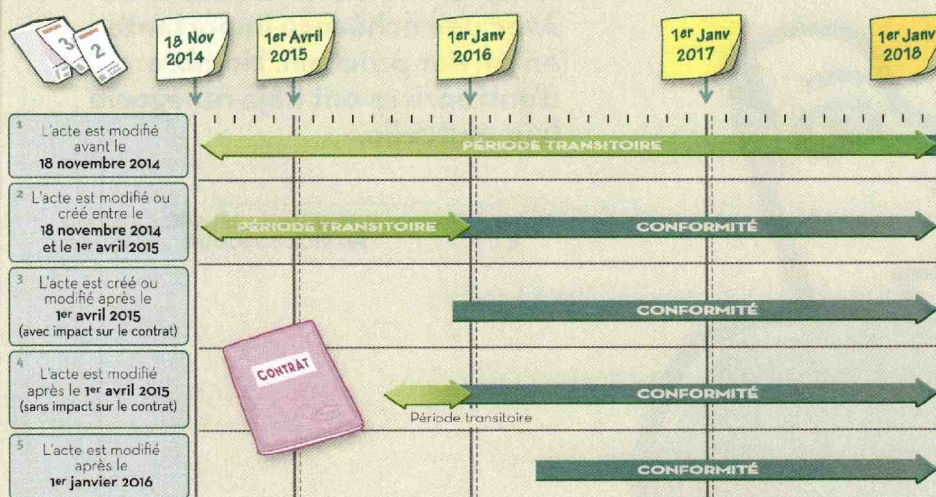 3
2
18 Nov
2014
1er Avril
2015
1er Janv
2016
1er Janv
2017
1er Janv
2018
1
L'acte est modifié
avant le
18 novembre 2014
PÉRIODE TRANSITOIRE
2
L'acte est modifié ou
créé entre le
18 novembre 2014
et le 1er avril 2015
PÉRIODE TRANSITOIRE
CONFORMITÉ
3
L'acte est créé ou
modifié après le
1er avril 2015
(avec impact sur le contrat)
CONFORMITÉ
4
L'acte est modifié
après le 1er avril 2015
(sans impact sur le contrat)
CONTRAT
Période transitoire
CONFORMITÉ
5
L'acte est modifié
après le
1er janvier 2016
CONFORMITÉ